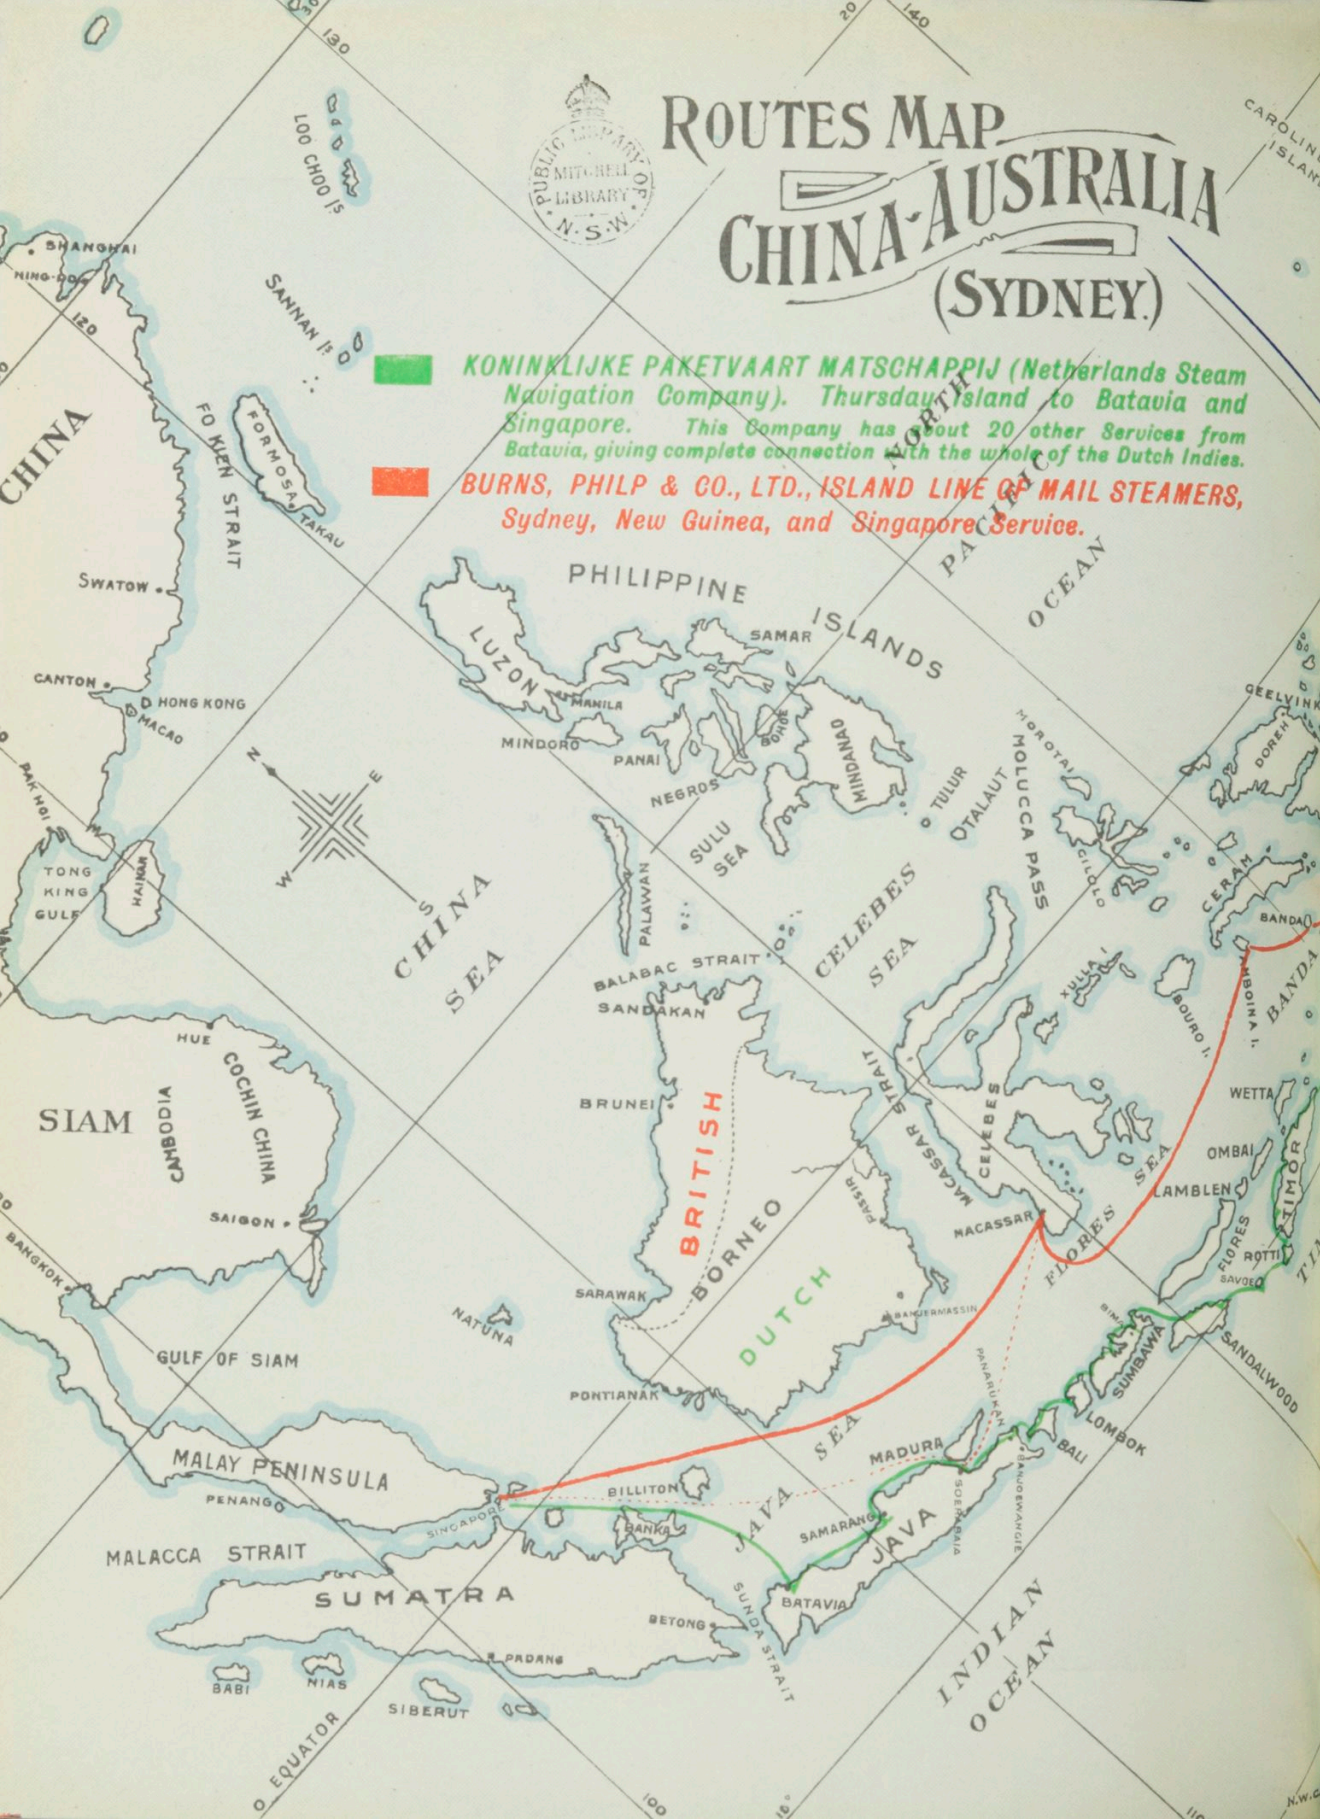 130
20
140
CAROLIN
ISLAN
ROUTES MAP
CHINA-AUSTRALIA
(SYDNEY.)
PUBLIC LIBRARY OF
MITCHELL
LIBRARY
N.S.W
LOO CHOO IS
SHANGHAI
NING-PO
120
SANNAN IS
KONINKLIJKE PAKETVAART MATSCHAPPIJ (Netherlands Steam
Navigation Company). Thursday Island to Batavia and
Singapore. This Company has about 20 other Services from
Batavia, giving complete connection with the whole of the Dutch Indies.
BURNS, PHILP & CO., LTD., ISLAND LINE OF MAIL STEAMERS,
Sydney, New Guinea, and Singapore Service.
NORTH
PACIFIC
OCEAN
CHINA
FORMOSA
FO KIEN STRAIT
TAKAU
SWATOW
CANTON
HONG KONG
MACAO
PAK HOI
TONG
KING
GULF
HAINAN
PHILIPPINE
ISLANDS
LUZON
SAMAR
MANILA
MINDORO
PANAI
BOHOL
NEGROS
MINDANAO
SULU
SEA
PALAWAN
TULUR
TALAUT
MOROTAI
MOLUCCA PASS
GILOLO
GEELVINK
DOREH
CERAM
BANDA
N
E
W
S
CHINA
SEA
CELEBES
SEA
BALABAC STRAIT
SANDAKAN
XULLA I
BOURO I.
AMBOINA I.
BANDA
HUE
COCHIN CHINA
SIAM
CAMBODIA
SAIGON
BRUNEI
BRITISH
BORNEO
DUTCH
PASSIR
MACASSAR STRAIT
CELEBES
MACASSAR
FLORES
SEA
WETTA
OMBAI
LAMBLEN
TIMOR
FLORES
ROTTI
SAVOE
TI
BANGKOK
NATUNA
SARAWAK
BANJERMASSIN
GULF OF SIAM
PONTIANAK
PANARUKAN
BIMA
SUMBAWA
SANDALWOOD
LOMBOK
BALI
MALAY PENINSULA
PENANG
SINGAPORE
BILLITON
BANKA
JAVA
SEA
MADURA
SAMARANG
JAVA
SOERABAIA
BANJOEWANGIE
MALACCA STRAIT
SUMATRA
BATAVIA
SUNDA STRAIT
BETONG
PADANG
BABI
NIAS
SIBERUT
INDIAN
OCEAN
O EQUATOR
100
110
N.W.C